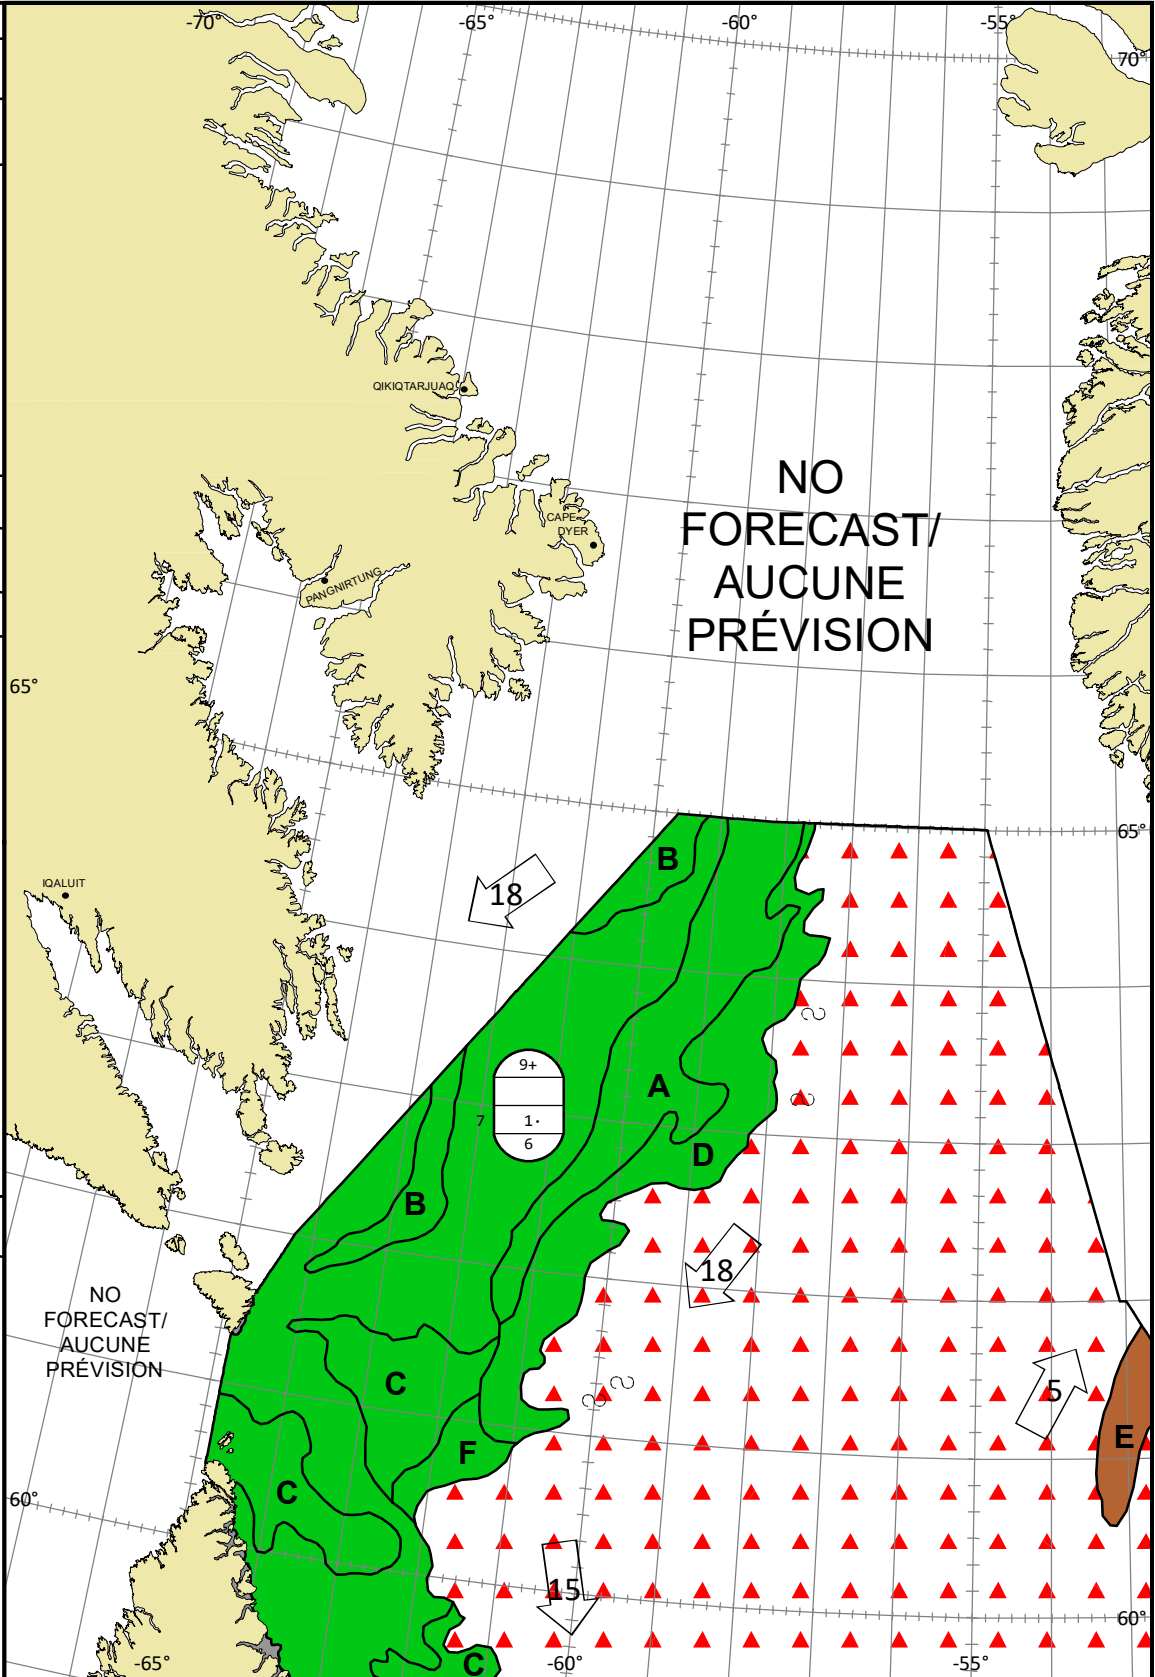 -70°
-65°
-60°
-55°
70°
QIKIQTARJUAQ
NO
FORECAST/
AUCUNE
PRÉVISION
CAPE
DYER
PANGNIRTUNG
65°
65°
B
IQALUIT
18
9+
7
1·
6
A
D
B
18
NO
FORECAST/
AUCUNE
PRÉVISION
C
5
E
F
C
60°
15
60°
-65°
C
-60°
-55°